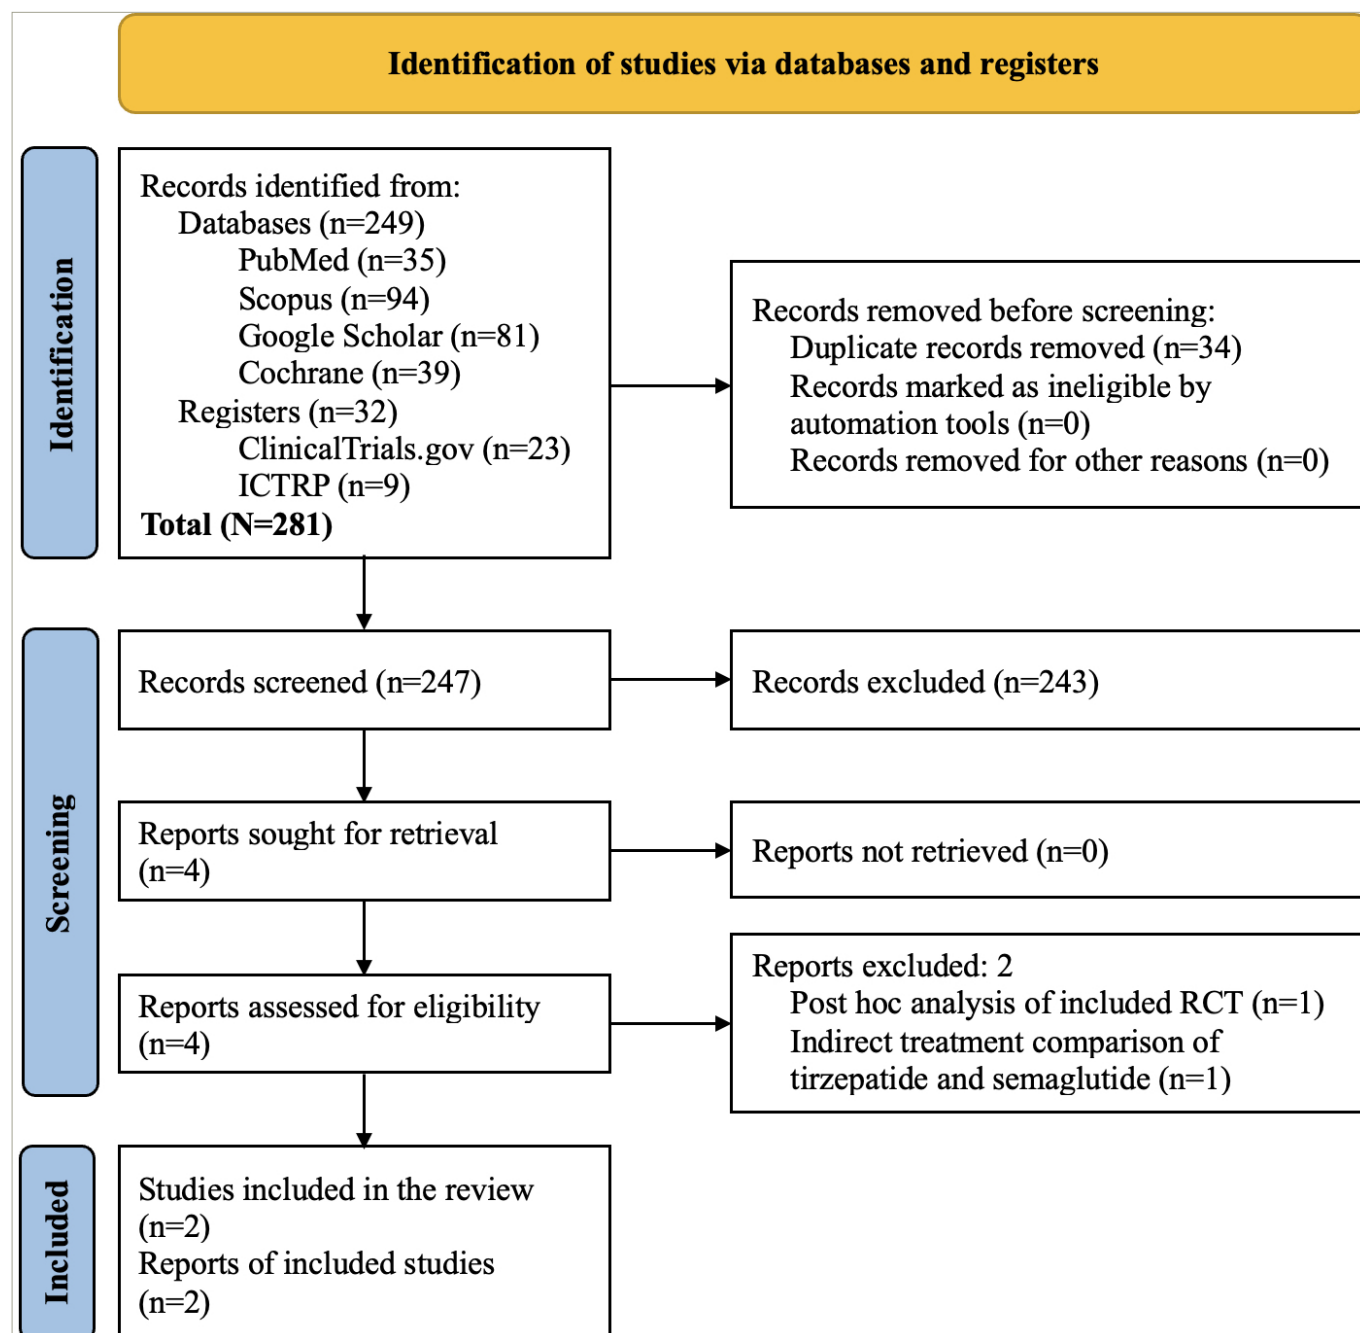 Identification of studies via databases and registers
Identification
Records identified from:
Databases (n=249)
PubMed (n=35)
Scopus (n=94)
Google Scholar (n=81)
Cochrane (n=39)
Registers (n=32)
ClinicalTrials.gov (n=23)
ICTRP (n=9)
Total (N=281)
Records removed before screening:
Duplicate records removed (n=34)
Records marked as ineligible by
automation tools (n=0)
Records removed for other reasons (n=0)
Screening
Records screened (n=247)
Records excluded (n=243)
Reports sought for retrieval
(n=4)
Reports not retrieved (n=0)
Reports assessed for eligibility
(n=4)
Reports excluded: 2
Post hoc analysis of included RCT (n=1)
Indirect treatment comparison of
tirzepatide and semaglutide (n=1)
Included
Studies included in the review
(n=2)
Reports of included studies
(n=2)